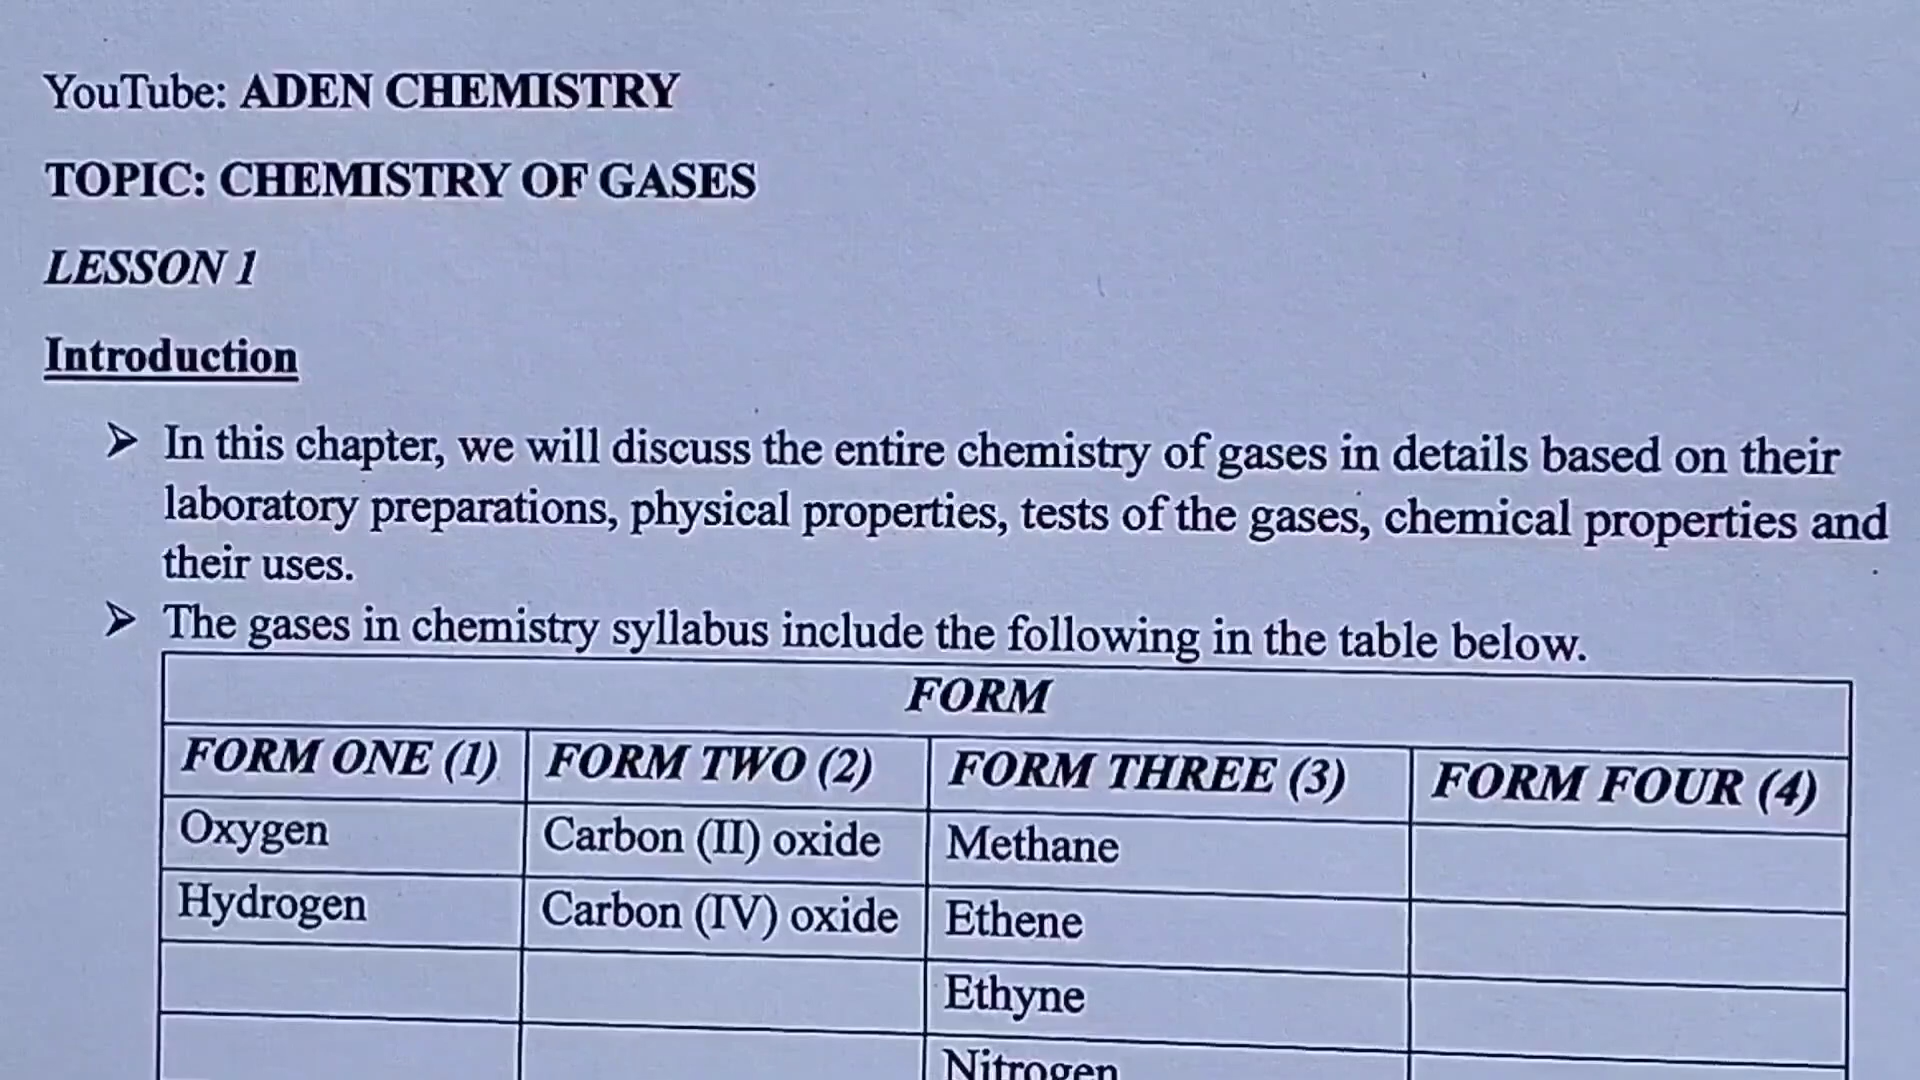 YouTube: ADEN CHEMISTRY
TOPIC: CHEMISTRY OF GASES
LESSON 1
Introduction
➢ In this chapter, we will discuss the entire chemistry of gases in details based on their
laboratory preparations, physical properties, tests of the gases, chemical properties and
their uses.
➢ The gases in chemistry syllabus include the following in the table below.
FORM
FORM ONE (1) FORM TWO (2) FORM THREE (3) FORM FOUR (4)
Oxygen Carbon (II) oxide Methane
Hydrogen Carbon (IV) oxide Ethene
Ethyne
Nitrogen